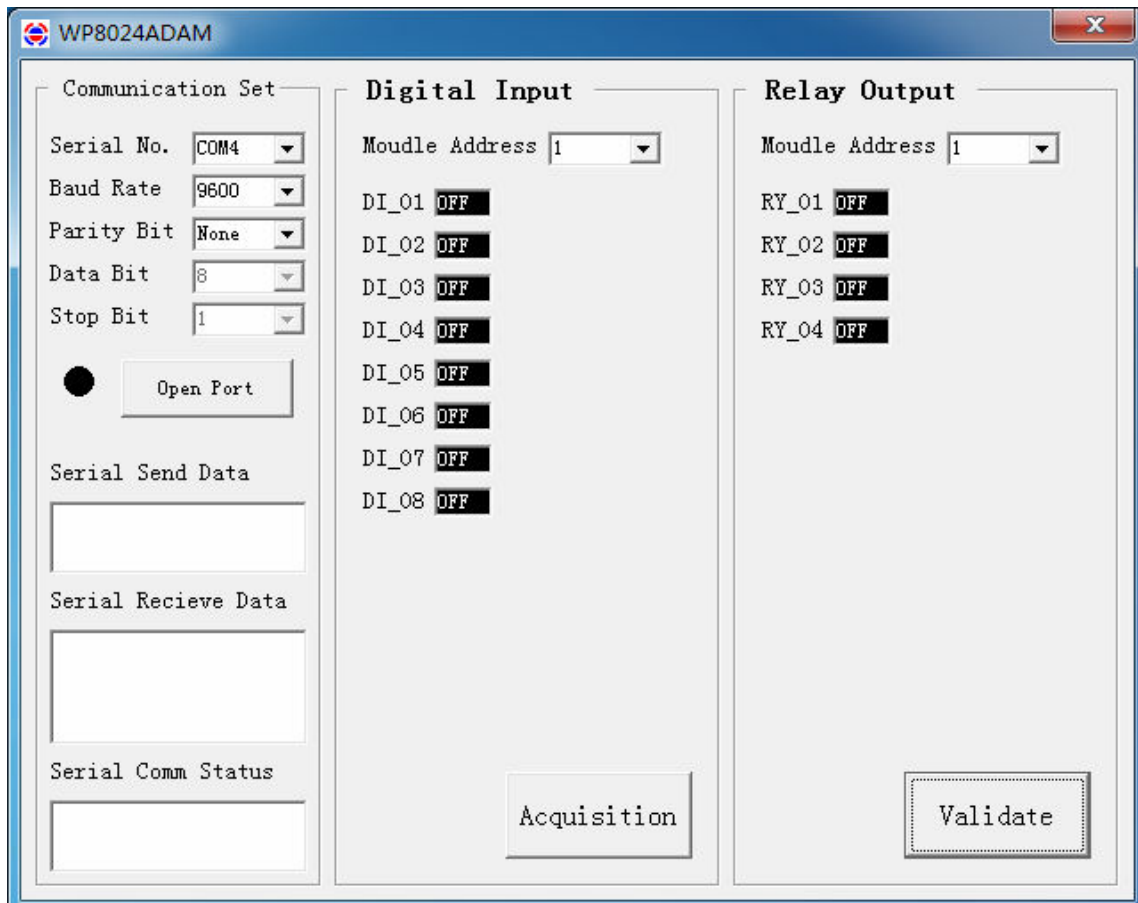 WP8024ADAM
Communication Set
Serial No. COM4
Baud Rate 9600
Parity Bit None
Data Bit 8
Stop Bit 1
Open Port
Serial Send Data
Serial Recieve Data
Serial Comm Status
Digital Input
Moudle Address 1
DI_01 OFF
DI_02 OFF
DI_03 OFF
DI_04 OFF
DI_05 OFF
DI_06 OFF
DI_07 OFF
DI_08 OFF
Acquisition
Relay Output
Moudle Address 1
RY_01 OFF
RY_02 OFF
RY_03 OFF
RY_04 OFF
Validate